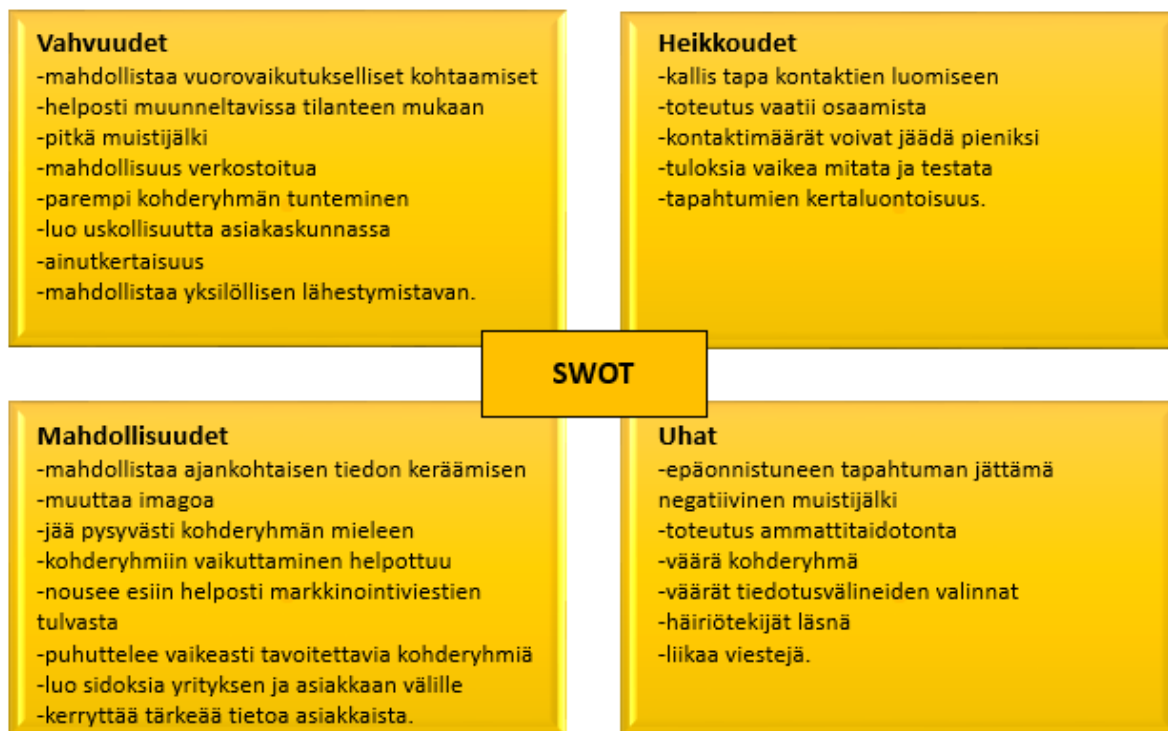 Vahvuudet
-mahdollistaa vuorovaikutukselliset kohtaamiset
-helposti muunneltavissa tilanteen mukaan
-pitkä muistijälki
-mahdollisuus verkostoitua
-parempi kohderyhmän tunteminen
-luo uskollisuutta asiakaskunnassa
-ainutkertaisuus
-mahdollistaa yksilöllisen lähestymistavan.
Heikkoudet
-kallis tapa kontaktien luomiseen
-toteutus vaatii osaamista
-kontaktimäärät voivat jäädä pieniksi
-tuloksia vaikea mitata ja testata
-tapahtumien kertaluontoisuus.
SWOT
Mahdollisuudet
-mahdollistaa ajankohtaisen tiedon keräämisen
-muuttaa imagoa
-jää pysyvästi kohderyhmän mieleen
-kohderyhmiin vaikuttaminen helpottuu
-nousee esiin helposti markkinointiviestien
tulvasta
-puhuttelee vaikeasti tavoitettavia kohderyhmiä
-luo sidoksia yrityksen ja asiakkaan välille
-kerryttää tärkeää tietoa asiakkaista.
Uhat
-epäonnistuneen tapahtuman jättämä
negatiivinen muistijälki
-toteutus ammattitaidotonta
-väärä kohderyhmä
-väärät tiedotusvälineiden valinnat
-häiriötekijät läsnä
-liikaa viestejä.